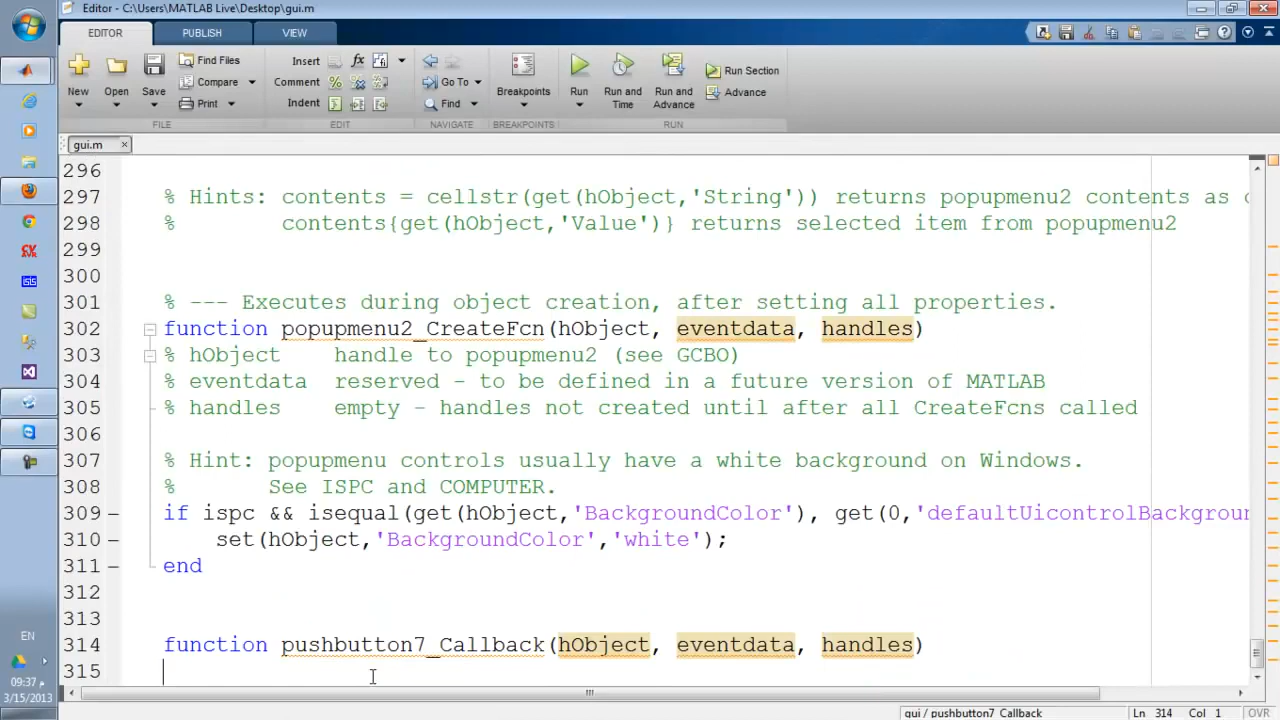 Editor - C:\Users\MATLAB Live\Desktop\gui.m
EDITOR PUBLISH VIEW
New Open Save
Find Files
Compare
Print
Insert fx
Comment
Indent
Go To
Find
Breakpoints
Run
Run and Time
Run and Advance
Run Section
Advance
FILE EDIT NAVIGATE BREAKPOINTS RUN
gui.m
296
297 % Hints: contents = cellstr(get(hObject,'String')) returns popupmenu2 contents as c
298 % contents{get(hObject,'Value')} returns selected item from popupmenu2
299
300
301 % --- Executes during object creation, after setting all properties.
302 function popupmenu2_CreateFcn(hObject, eventdata, handles)
303 % hObject handle to popupmenu2 (see GCBO)
304 % eventdata reserved - to be defined in a future version of MATLAB
305 % handles empty - handles not created until after all CreateFcns called
306
307 % Hint: popupmenu controls usually have a white background on Windows.
308 % See ISPC and COMPUTER.
309 – if ispc && isequal(get(hObject,'BackgroundColor'), get(0,'defaultUicontrolBackgroun
310 – set(hObject,'BackgroundColor','white');
311 – end
312
313
314 function pushbutton7_Callback(hObject, eventdata, handles)
315
EN
09:37 م
3/15/2013
gui / pushbutton7_Callback Ln 314 Col 1 OVR